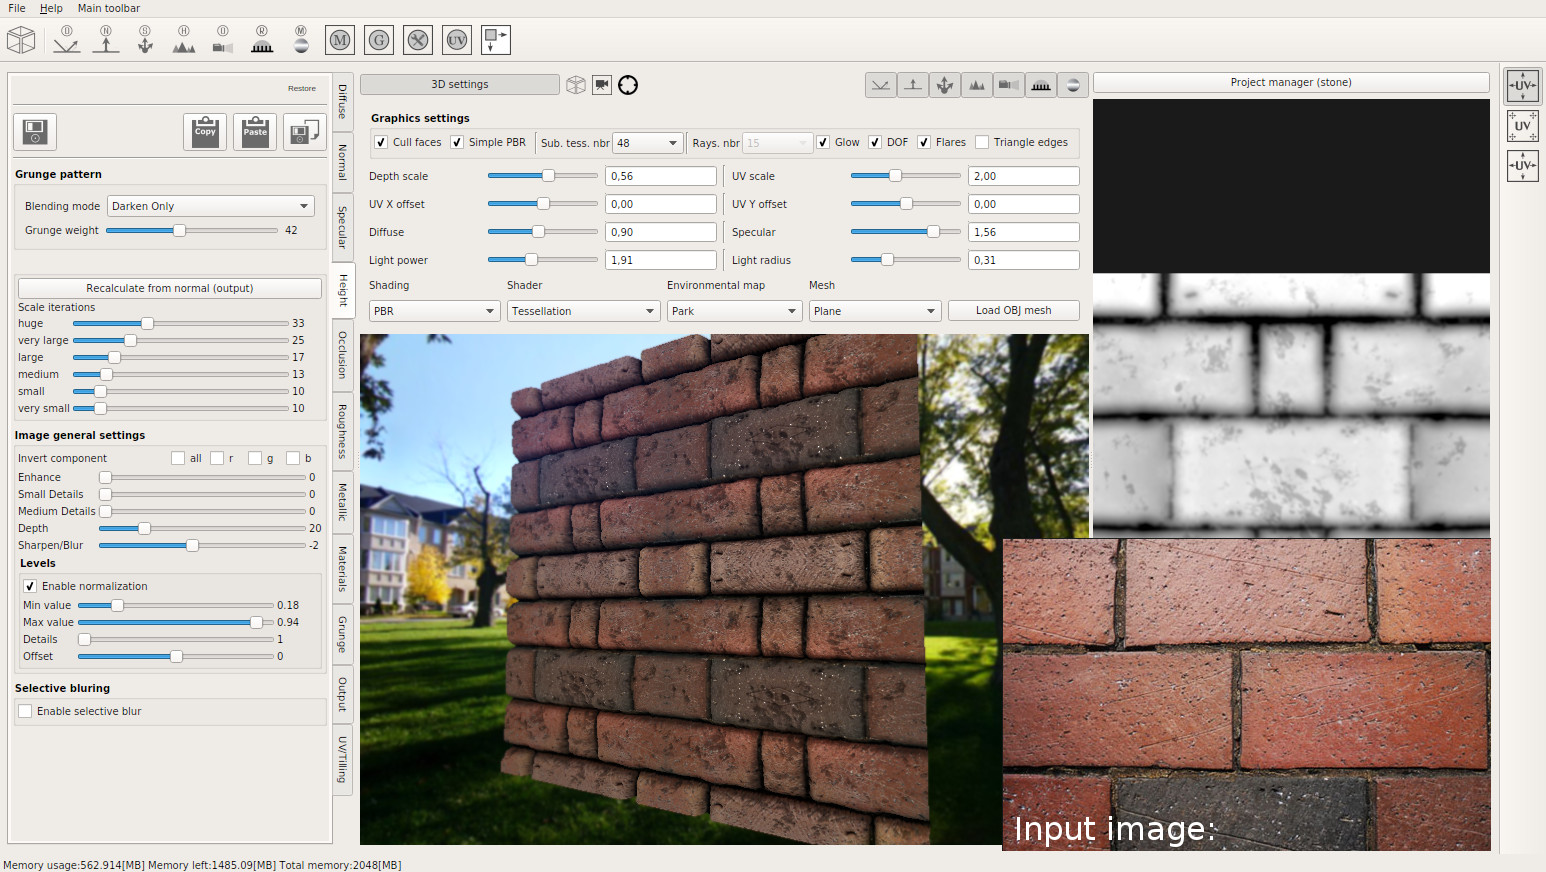 File Help Main toolbar
D N S H O R M
M G UV
Restore
Copy Paste
Grunge pattern
Blending mode Darken Only
Grunge weight 42
Recalculate from normal (output)
Scale iterations
huge 33
very large 25
large 17
medium 13
small 10
very small 10
Image general settings
Invert component all r g b
Enhance 0
Small Details 0
Medium Details 0
Depth 20
Sharpen/Blur -2
Levels
Enable normalization
Min value 0.18
Max value 0.94
Details 1
Offset 0
Selective bluring
Enable selective blur
Diffuse
Normal
Specular
Height
Occlusion
Roughness
Metallic
Materials
Grunge
Output
UV/Tilling
3D settings
Graphics settings
Cull faces Simple PBR Sub. tess. nbr 48 Rays. nbr 15 Glow DOF Flares Triangle edges
Depth scale 0,56 UV scale 2,00
UV X offset 0,00 UV Y offset 0,00
Diffuse 0,90 Specular 1,56
Light power 1,91 Light radius 0,31
Shading Shader Environmental map Mesh
PBR Tessellation Park Plane Load OBJ mesh
Project manager (stone)
UV
UV
UV
Input image:
Memory usage:562.914[MB] Memory left:1485.09[MB] Total memory:2048[MB]